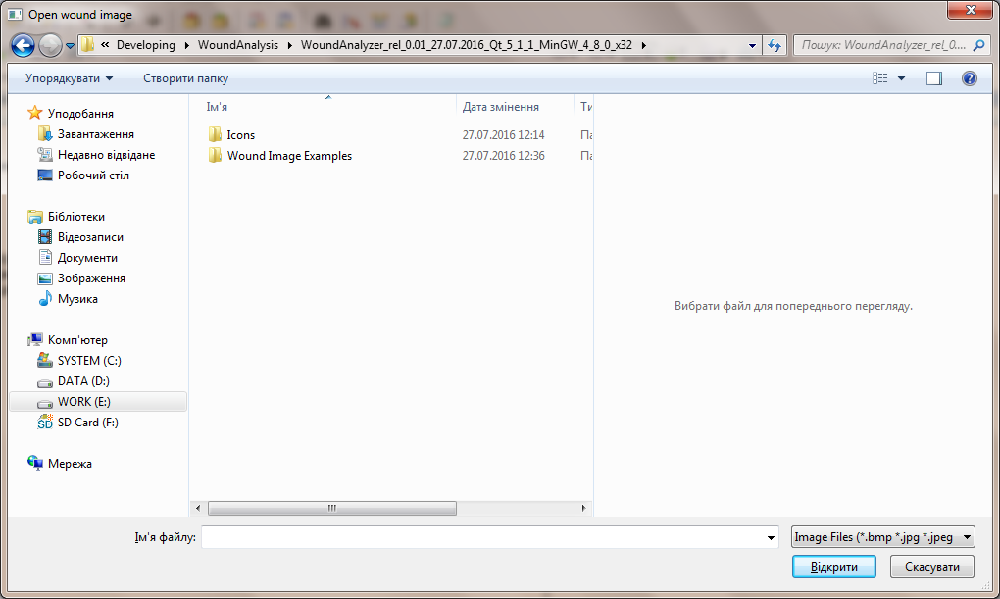 Open wound image
« Developing ▸ WoundAnalysis ▸ WoundAnalyzer_rel_0.01_27.07.2016_Qt_5_1_1_MinGW_4_8_0_x32 ▸
Пошук: WoundAnalyzer_rel_0....
Упорядкувати Створити папку
Ім'я Дата змінення Ти
Icons 27.07.2016 12:14 Па
Wound Image Examples 27.07.2016 12:36 Па
Уподобання
Завантаження
Недавно відвідане
Робочий стіл
Бібліотеки
Відеозаписи
Документи
Зображення
Музика
Комп'ютер
SYSTEM (C:)
DATA (D:)
WORK (E:)
SD Card (F:)
Мережа
Вибрати файл для попереднього перегляду.
Ім'я файлу:
Image Files (*.bmp *.jpg *.jpeg
Відкрити Скасувати